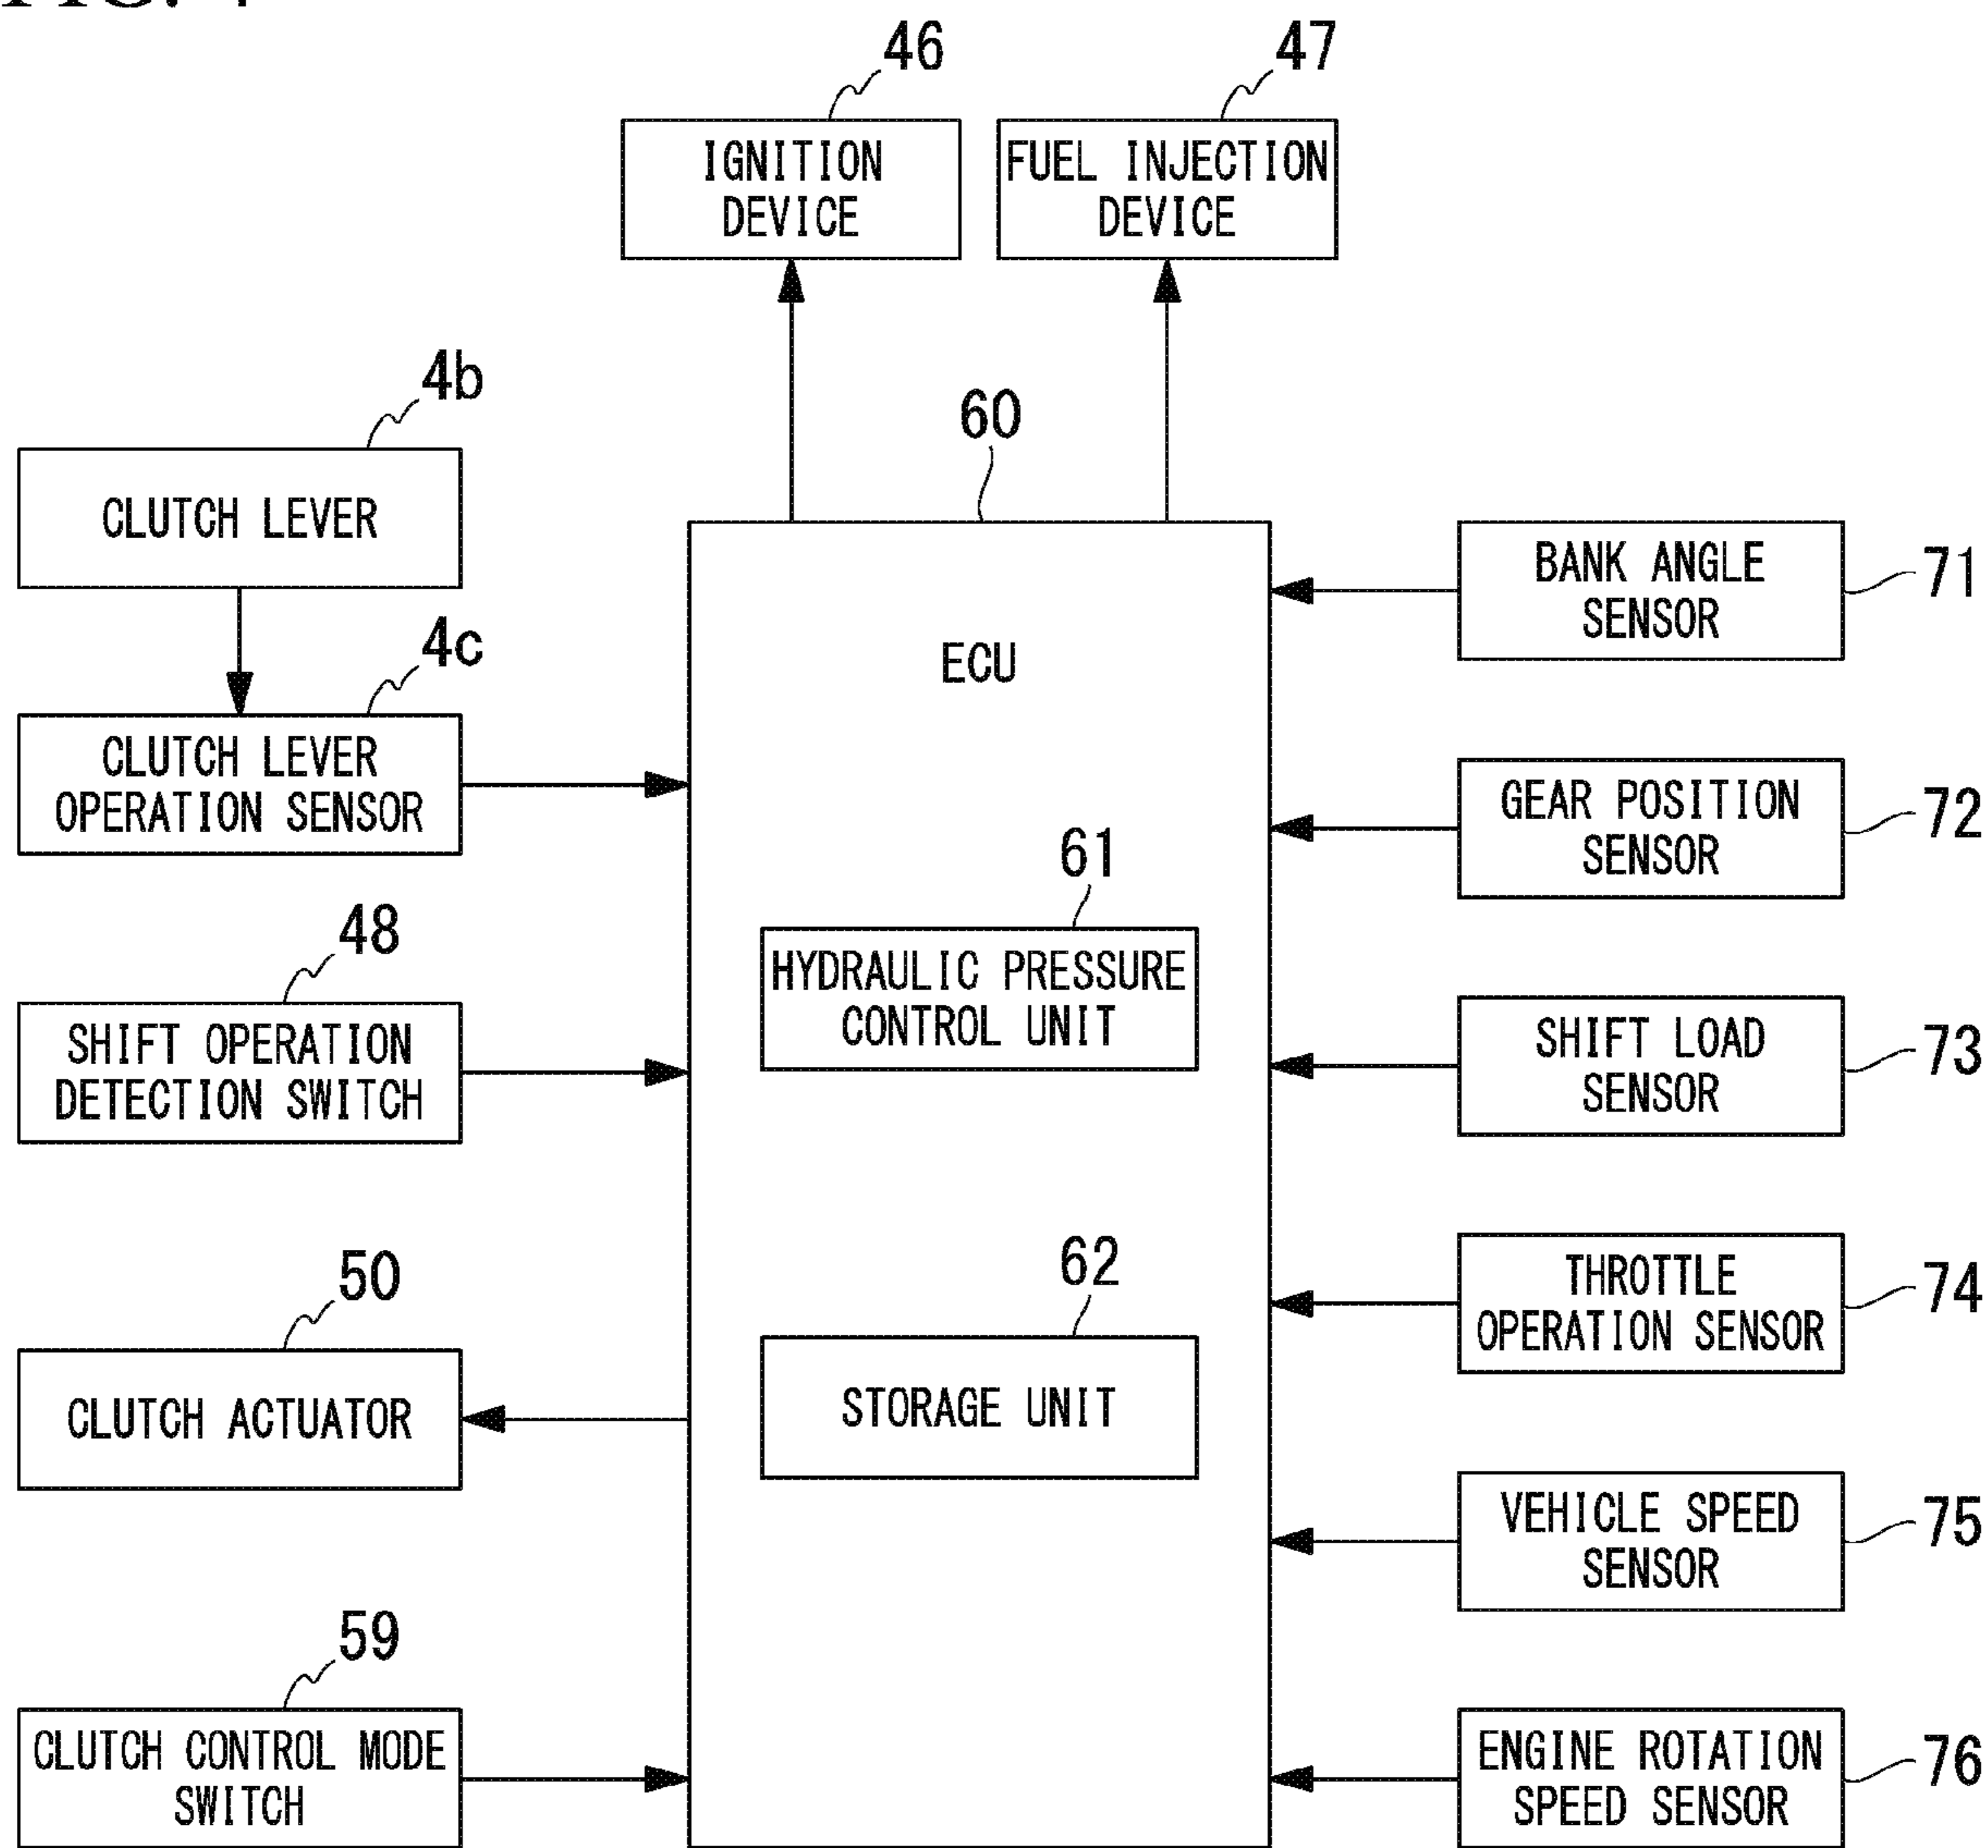 FIG. 4
46
47
IGNITION
DEVICE
FUEL INJECTION
DEVICE
4b
CLUTCH LEVER
4c
CLUTCH LEVER
OPERATION SENSOR
48
SHIFT OPERATION
DETECTION SWITCH
50
CLUTCH ACTUATOR
59
CLUTCH CONTROL MODE
SWITCH
60
ECU
61
HYDRAULIC PRESSURE
CONTROL UNIT
62
STORAGE UNIT
BANK ANGLE
SENSOR
71
GEAR POSITION
SENSOR
72
SHIFT LOAD
SENSOR
73
THROTTLE
OPERATION SENSOR
74
VEHICLE SPEED
SENSOR
75
ENGINE ROTATION
SPEED SENSOR
76